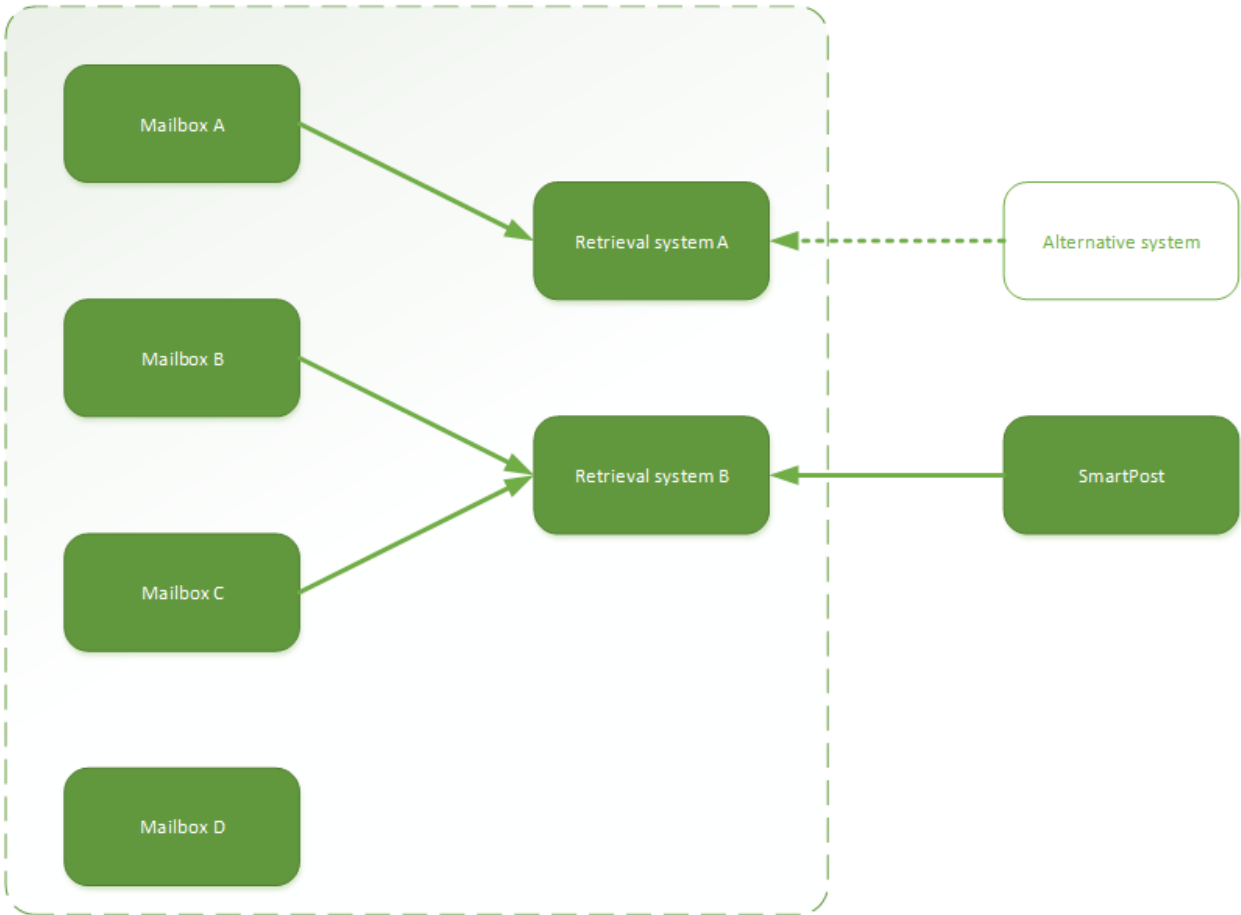 Mailbox A
Retrieval system A
Alternative system
Mailbox B
Retrieval system B
SmartPost
Mailbox C
Mailbox D